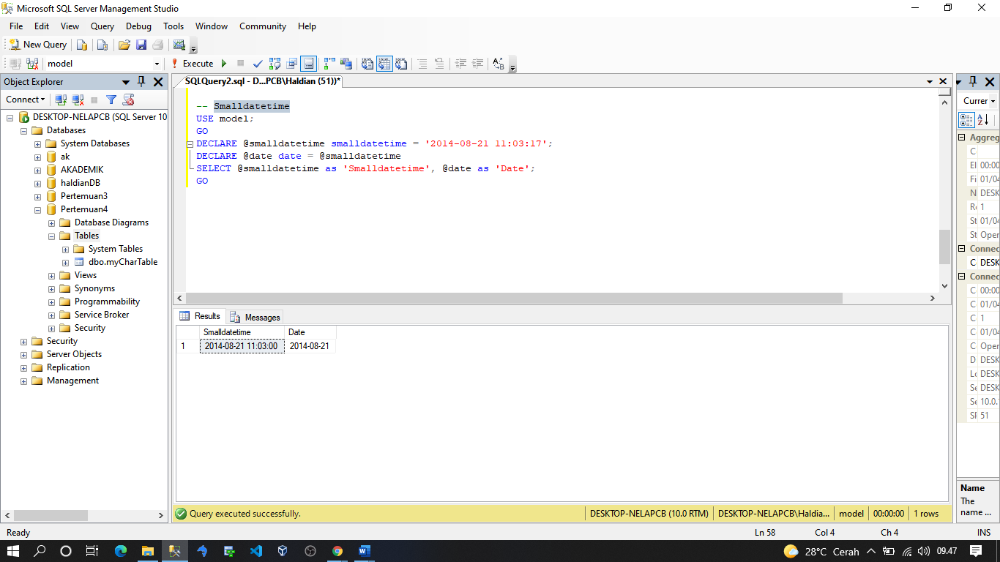 Microsoft SQL Server Management Studio
File Edit View Query Debug Tools Window Community Help
New Query
model Execute
Object Explorer
Connect
DESKTOP-NELAPCB (SQL Server 10
Databases
System Databases
ak
AKADEMIK
haldianDB
Pertemuan3
Pertemuan4
Database Diagrams
Tables
System Tables
dbo.myCharTable
Views
Synonyms
Programmability
Service Broker
Security
Security
Server Objects
Replication
Management
SQLQuery2.sql - D...PCB\Haldian (51))*
-- Smalldatetime
USE model;
GO
DECLARE @smalldatetime smalldatetime = '2014-08-21 11:03:17';
DECLARE @date date = @smalldatetime
SELECT @smalldatetime as 'Smalldatetime', @date as 'Date';
GO
Results Messages
Smalldatetime Date
1 2014-08-21 11:03:00 2014-08-21
Query executed successfully. DESKTOP-NELAPCB (10.0 RTM) DESKTOP-NELAPCB\Haldia... model 00:00:00 1 rows
Currer
Aggreg
C
El 00:00
Fi 01/04
N DESK
1
St 01/04
St Oper
Connec
C DESK
Connec
C 00:00
C 01/04
C 1
C 01/04
C Oper
D DESK
Lo DESK
Se DESK
Se 10.0.
SP 51
Name
The
name ...
Ready Ln 58 Col 4 Ch 4 INS
28°C Cerah 09.47